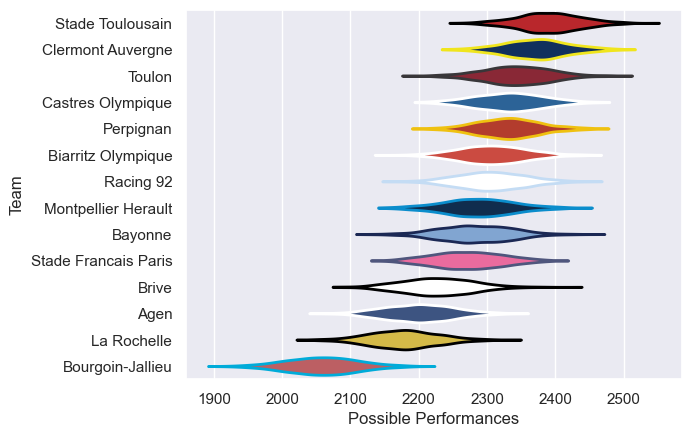 Team
Stade Toulousain
Clermont Auvergne
Toulon
Castres Olympique
Perpignan
Biarritz Olympique
Racing 92
Montpellier Herault
Bayonne
Stade Francais Paris
Brive
Agen
La Rochelle
Bourgoin-Jallieu
1900 2000 2100 2200 2300 2400 2500
Possible Performances